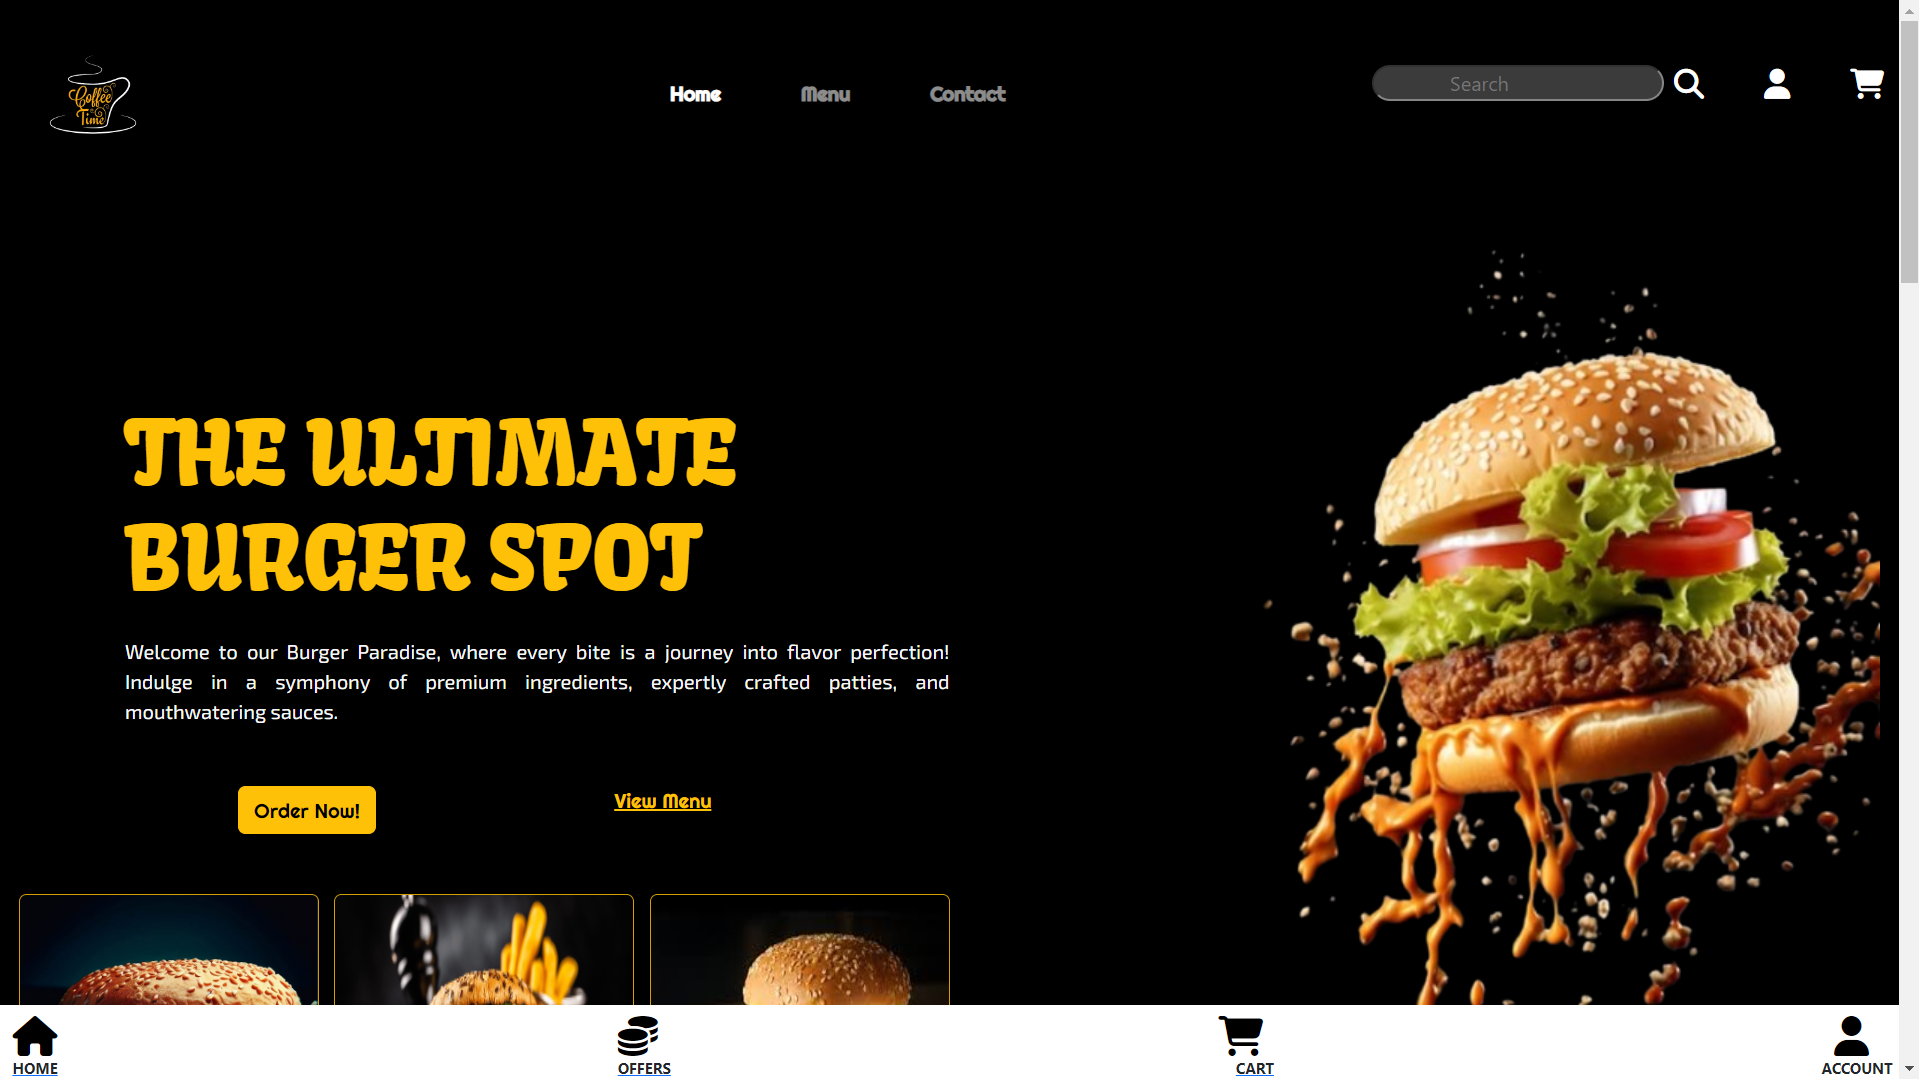 Coffee
Time
Home
Menu
Contact
Search
THE ULTIMATE
BURGER SPOT
Welcome to our Burger Paradise, where every bite is a journey into flavor perfection!
Indulge in a symphony of premium ingredients, expertly crafted patties, and
mouthwatering sauces.
Order Now!
View Menu
HOME
OFFERS
CART
ACCOUNT